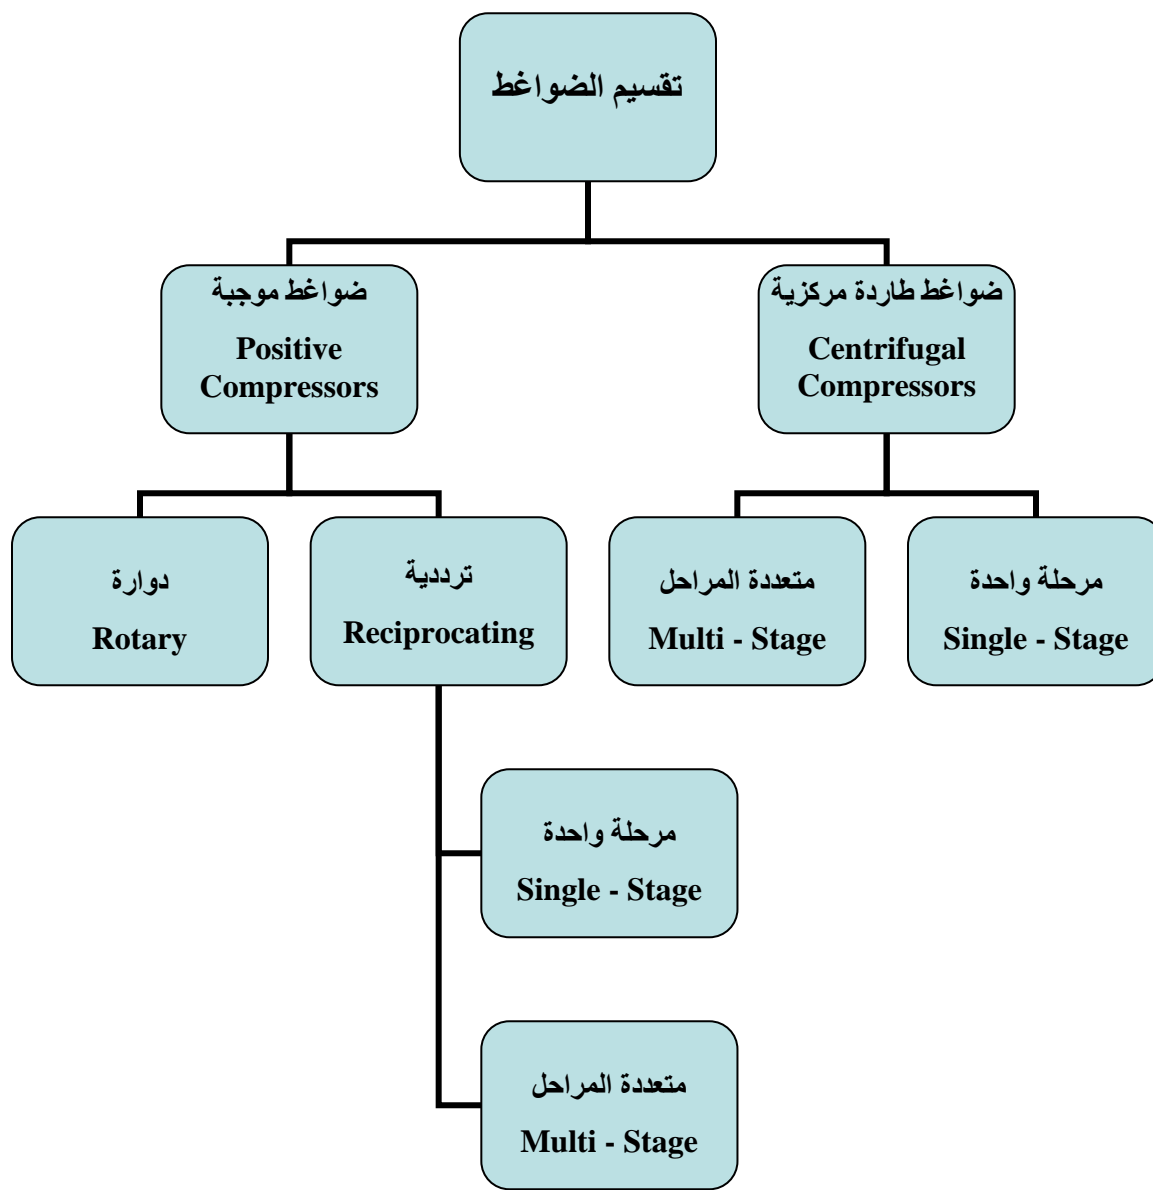 تقسيم الضواغط
ضواغط طاردة مركزية
Centrifugal
Compressors
ضواغط موجبة
Positive
Compressors
مرحلة واحدة
Single - Stage
متعددة المراحل
Multi - Stage
ترددية
Reciprocating
دوارة
Rotary
مرحلة واحدة
Single - Stage
متعددة المراحل
Multi - Stage